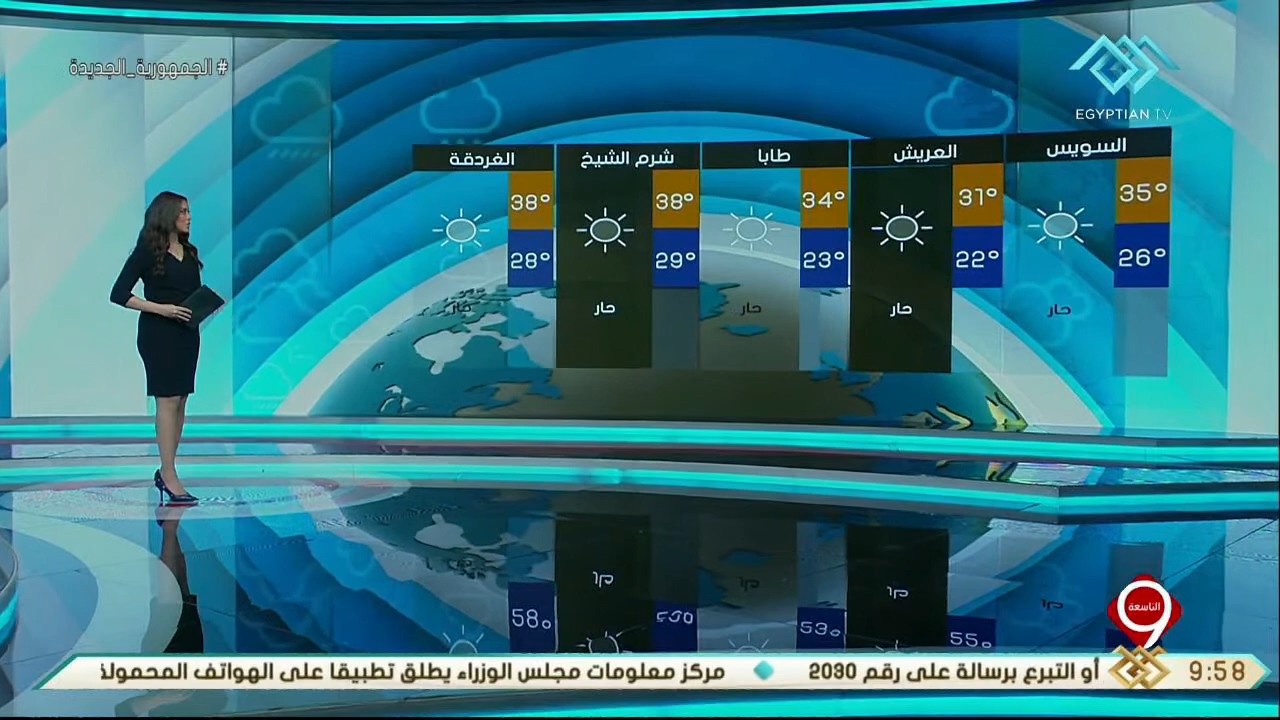 #الجمهورية_الجديدة
EGYPTIAN TV
السويس
35°
26°
حار
العريش
31°
22°
حار
طابا
34°
23°
حار
شرم الشيخ
38°
29°
حار
الغردقة
38°
28°
حار
التاسعة
9
أو التبرع برسالة على رقم 2030
مركز معلومات مجلس الوزراء يطلق تطبيقا على الهواتف المحمولة
9:58